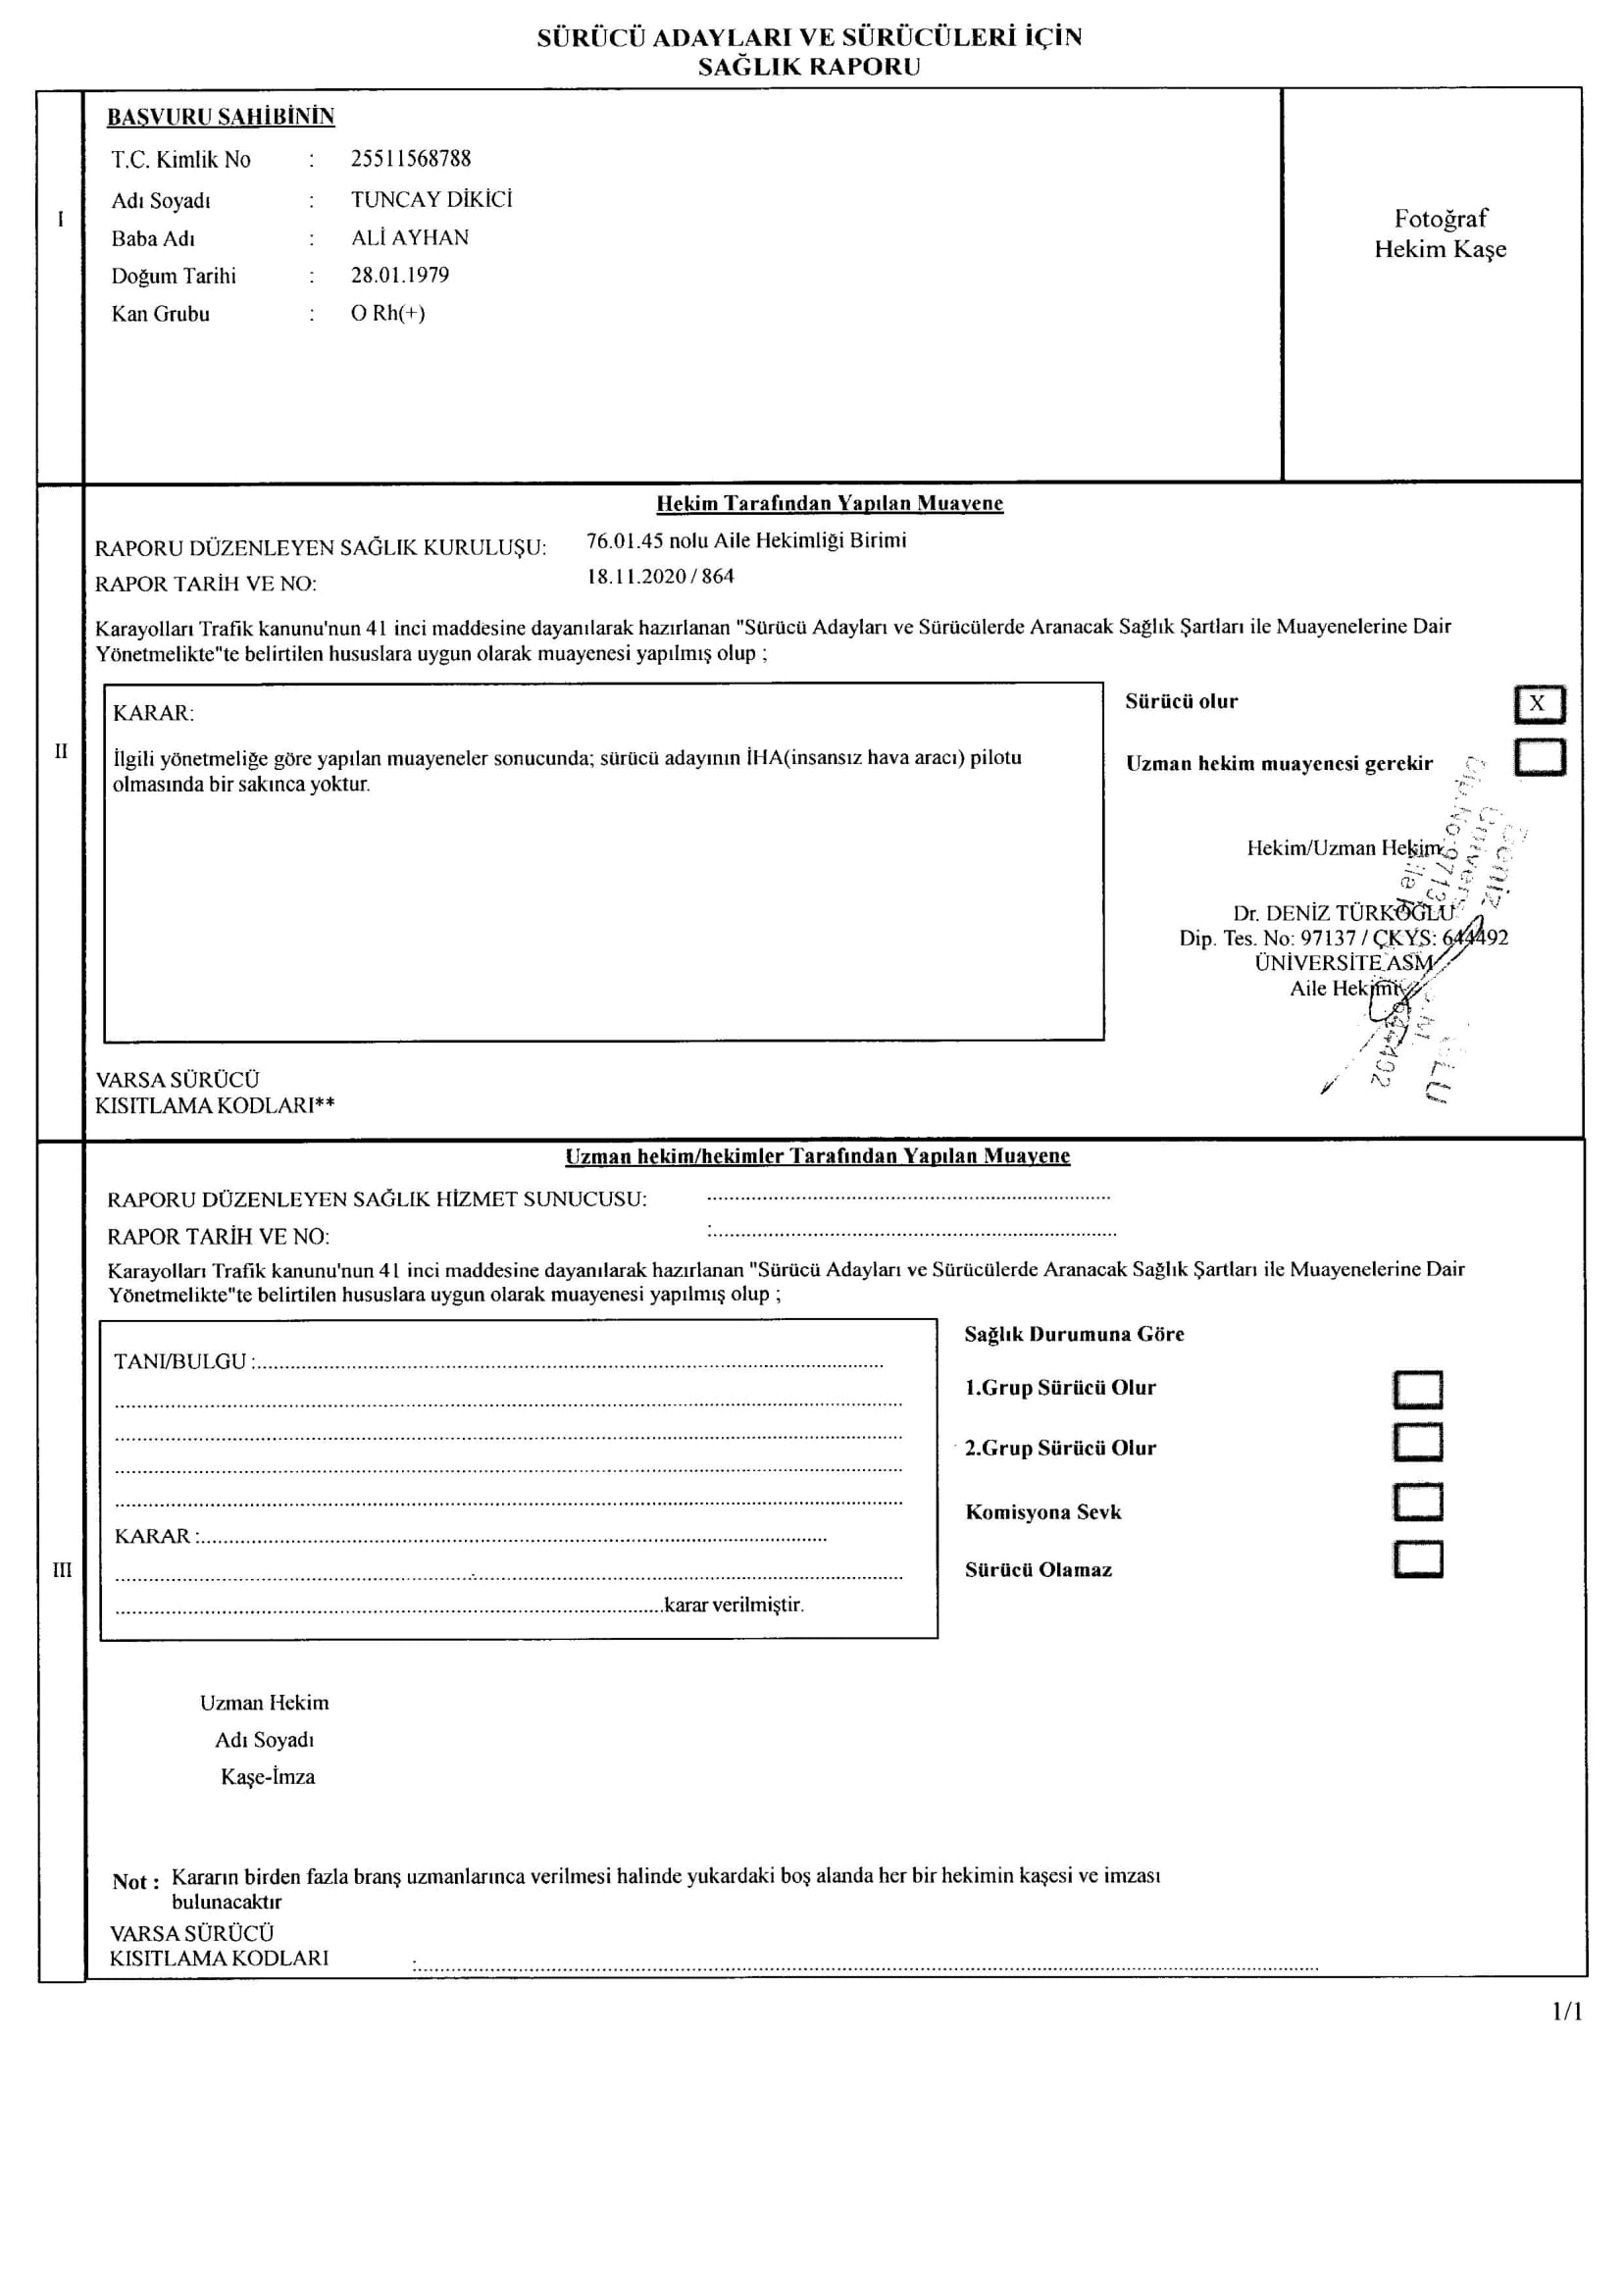 SÜRÜCÜ ADAYLARI VE SÜRÜCÜLERİ İÇİN
SAĞLIK RAPORU
I
BAŞVURU SAHİBİNİN
T.C. Kimlik No : 25511568788
Adı Soyadı : TUNCAY DİKİCİ
Baba Adı : ALİ AYHAN
Doğum Tarihi : 28.01.1979
Kan Grubu : O Rh(+)
Fotoğraf
Hekim Kaşe
II
Hekim Tarafından Yapılan Muayene
RAPORU DÜZENLEYEN SAĞLIK KURULUŞU: 76.01.45 nolu Aile Hekimliği Birimi
RAPOR TARİH VE NO: 18.11.2020 / 864
Karayolları Trafik kanunu'nun 41 inci maddesine dayanılarak hazırlanan "Sürücü Adayları ve Sürücülerde Aranacak Sağlık Şartları ile Muayenelerine Dair
Yönetmelikte"te belirtilen hususlara uygun olarak muayenesi yapılmış olup ;
KARAR:
İlgili yönetmeliğe göre yapılan muayeneler sonucunda; sürücü adayının İHA(insansız hava aracı) pilotu
olmasında bir sakınca yoktur.
Sürücü olur X
Uzman hekim muayenesi gerekir
Hekim/Uzman Hekim
Dr. DENİZ TÜRKOĞLU
Dip. Tes. No: 97137 / ÇKYS: 644492
ÜNİVERSİTE ASM
Aile Hekimi
VARSA SÜRÜCÜ
KISITLAMA KODLARI**
III
Uzman hekim/hekimler Tarafından Yapılan Muayene
RAPORU DÜZENLEYEN SAĞLIK HİZMET SUNUCUSU:
RAPOR TARİH VE NO: :
Karayolları Trafik kanunu'nun 41 inci maddesine dayanılarak hazırlanan "Sürücü Adayları ve Sürücülerde Aranacak Sağlık Şartları ile Muayenelerine Dair
Yönetmelikte"te belirtilen hususlara uygun olarak muayenesi yapılmış olup ;
TANI/BULGU :
KARAR :
karar verilmiştir.
Sağlık Durumuna Göre
1.Grup Sürücü Olur
2.Grup Sürücü Olur
Komisyona Sevk
Sürücü Olamaz
Uzman Hekim
Adı Soyadı
Kaşe-İmza
Not : Kararın birden fazla branş uzmanlarınca verilmesi halinde yukardaki boş alanda her bir hekimin kaşesi ve imzası
bulunacaktır
VARSA SÜRÜCÜ
KISITLAMA KODLARI :
1/1